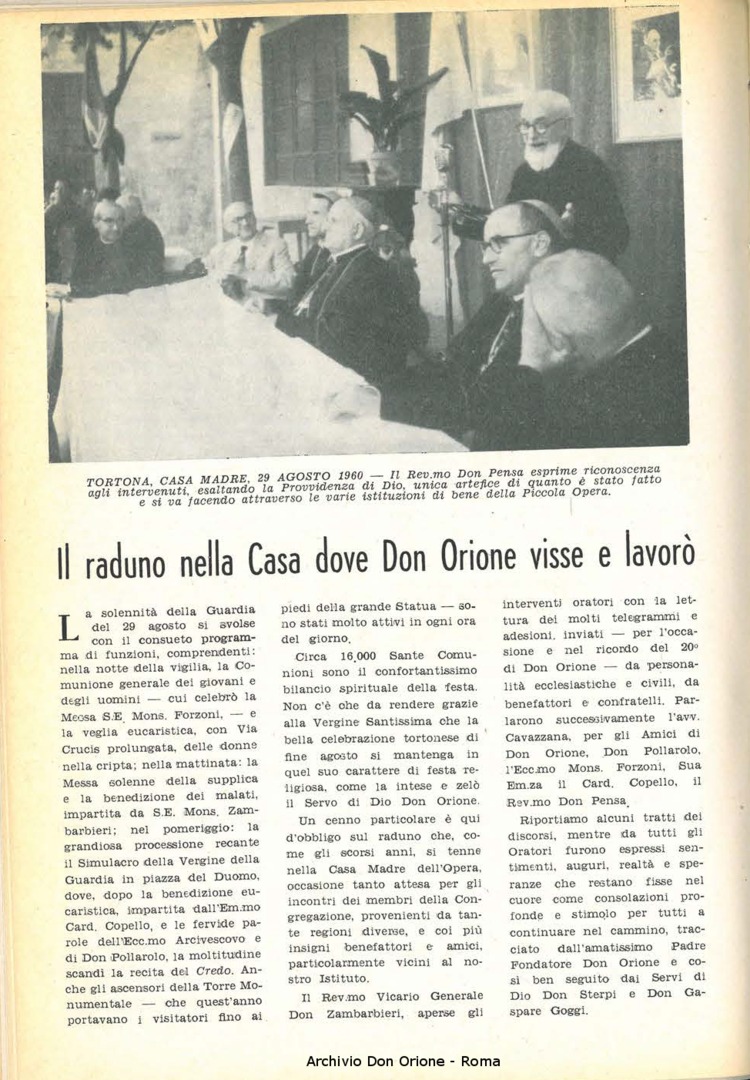 TORTONA, CASA MADRE, 29 AGOSTO 1960 — Il Rev.mo Don Pensa esprime riconoscenza
agli intervenuti, esaltando la Provvidenza di Dio, unica artefice di quanto è stato fatto
e si va facendo attraverso le varie istituzioni di bene della Piccola Opera.
Il raduno nella Casa dove Don Orione visse e lavorò
La solennità della Guardia
del 29 agosto si svolse
con il consueto program-
ma di funzioni, comprendenti:
nella notte della vigilia, la Co-
munione generale dei giovani e
degli uomini — cui celebrò la
Messa S.E. Mons. Forzoni, — e
la veglia eucaristica, con Via
Crucis prolungata, delle donne
nella cripta; nella mattinata: la
Messa solenne della supplica
e la benedizione dei malati,
impartita da S.E. Mons. Zam-
barbieri; nel pomeriggio: la
grandiosa processione recante
il Simulacro della Vergine della
Guardia in piazza del Duomo,
dove, dopo la benedizione eu-
caristica, impartita dall'Em.mo
Card. Copello, e le fervide pa-
role dell'Ecc.mo Arcivescovo e
di Don Pollarolo, la moltitudine
scandì la recita del Credo. An-
che gli ascensori della Torre Mo-
numentale — che quest'anno
portavano i visitatori fino ai
piedi della grande Statua — so-
no stati molto attivi in ogni ora
del giorno.
Circa 16.000 Sante Comu-
nioni sono il confortantissimo
bilancio spirituale della festa.
Non c'è che da rendere grazie
alla Vergine Santissima che la
bella celebrazione tortonese di
fine agosto si mantenga in
quel suo carattere di festa re-
ligiosa, come la intese e zelò
il Servo di Dio Don Orione.
Un cenno particolare è qui
d'obbligo sul raduno che, co-
me gli scorsi anni, si tenne
nella Casa Madre dell'Opera,
occasione tanto attesa per gli
incontri dei membri della Con-
gregazione, provenienti da tan-
te regioni diverse, e coi più
insigni benefattori e amici,
particolarmente vicini al no-
stro Istituto.
Il Rev.mo Vicario Generale
Don Zambarbieri, aperse gli
interventi oratori con la let-
tura dei molti telegrammi e
adesioni, inviati — per l'occa-
sione e nel ricordo del 20°
di Don Orione — da persona-
lità ecclesiastiche e civili, da
benefattori e confratelli. Par-
larono successivamente l'avv.
Cavazzana, per gli Amici di
Don Orione, Don Pollarolo,
l'Ecc.mo Mons. Forzoni, Sua
Em.za il Card. Copello, il
Rev.mo Don Pensa.
Riportiamo alcuni tratti dei
discorsi, mentre da tutti gli
Oratori furono espressi sen-
timenti, auguri, realtà e spe-
ranze che restano fisse nel
cuore come consolazioni pro-
fonde e stimolo per tutti a
continuare nel cammino, trac-
ciato dall'amatissimo Padre
Fondatore Don Orione e co-
sì ben seguito dai Servi di
Dio Don Sterpi e Don Ga-
spare Goggi.
Archivio Don Orione - Roma